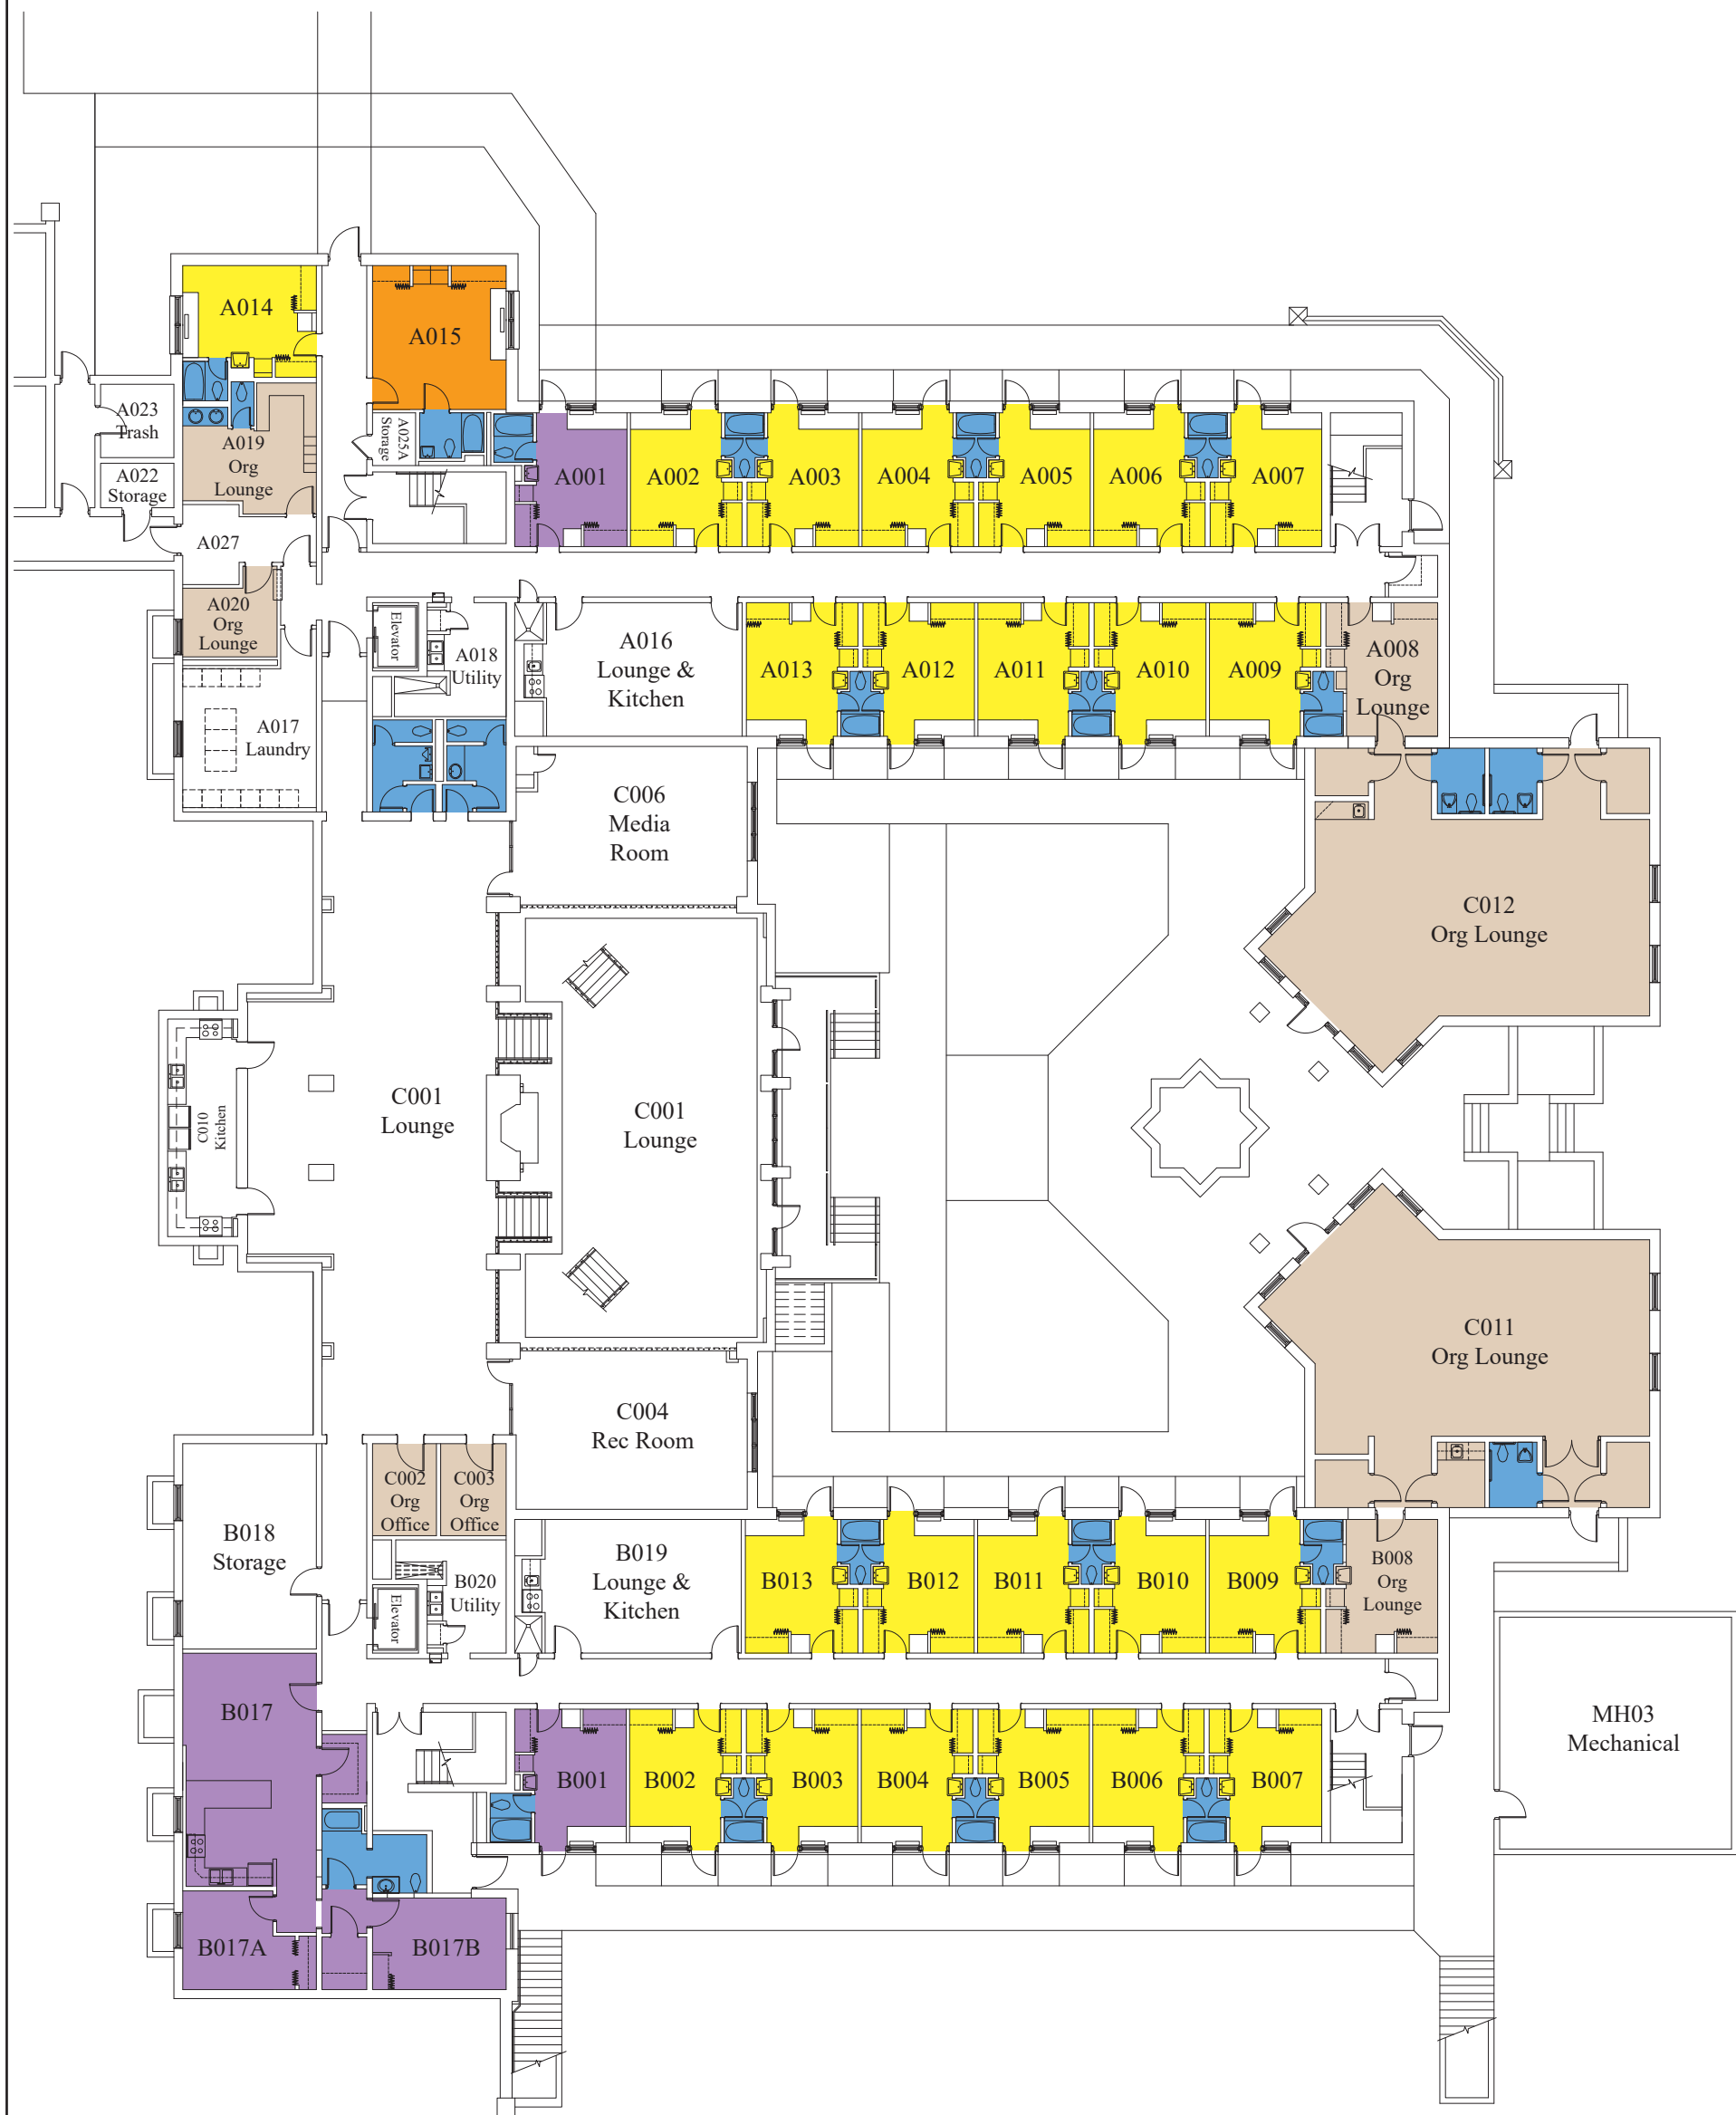 A014
A015
A023
Trash
A025A
Storage
A019
Org
Lounge
A022
Storage
A001
A002
A003
A004
A005
A006
A007
A027
A020
Org
Lounge
Elevator
A018
Utility
A016
Lounge &
Kitchen
A013
A012
A011
A010
A009
A008
Org
Lounge
A017
Laundry
C006
Media
Room
C012
Org Lounge
C010
Kitchen
C001
Lounge
C001
Lounge
C011
Org Lounge
C004
Rec Room
C002
Org
Office
C003
Org
Office
B018
Storage
B020
Utility
Elevator
B019
Lounge &
Kitchen
B013
B012
B011
B010
B009
B008
Org
Lounge
B017
B001
B002
B003
B004
B005
B006
B007
MH03
Mechanical
B017A
B017B